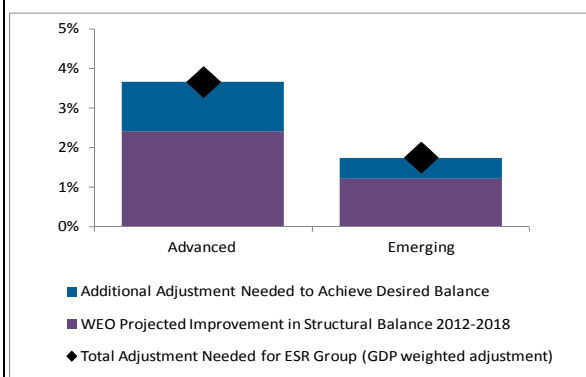 5%
4%
3%
2%
1%
0%
Advanced Emerging
Additional Adjustment Needed to Achieve Desired Balance
WEO Projected Improvement in Structural Balance 2012-2018
Total Adjustment Needed for ESR Group (GDP weighted adjustment)